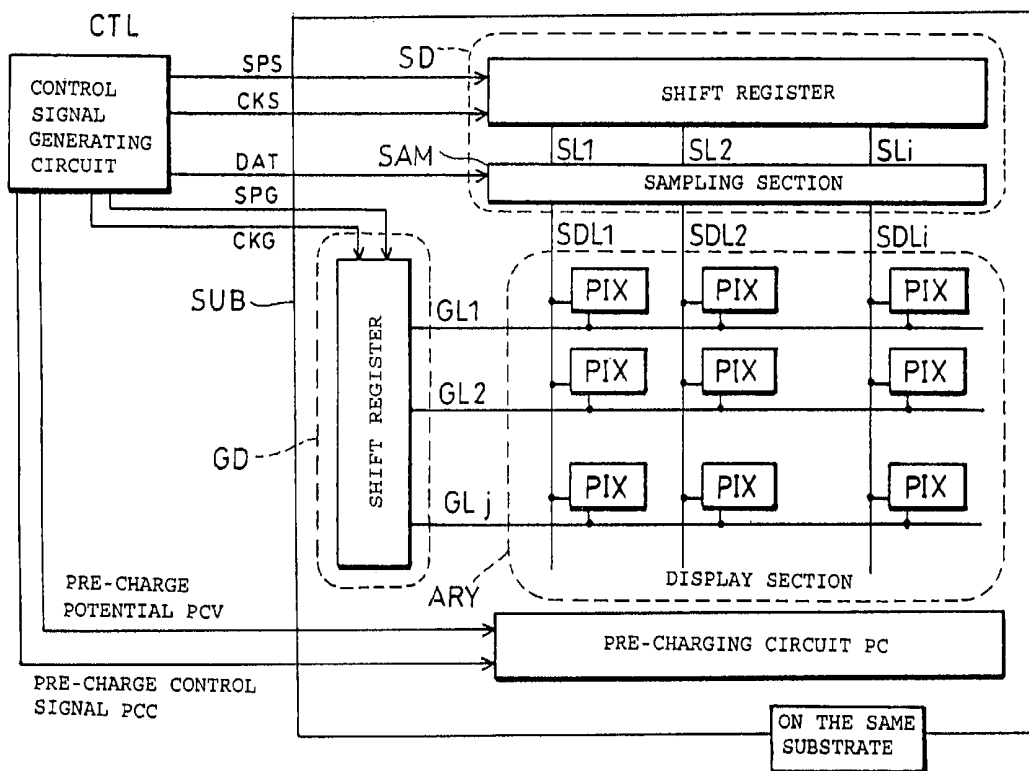 CTL
CONTROL
SIGNAL
GENERATING
CIRCUIT
SPS
CKS
DAT
SPG
CKG
SD
SHIFT REGISTER
SL1
SL2
SLi
SAM
SAMPLING SECTION
SDL1
SDL2
SDLi
SUB
GD
SHIFT REGISTER
GL1
PIX
PIX
PIX
GL2
PIX
PIX
PIX
GLj
PIX
PIX
PIX
ARY
DISPLAY SECTION
PRE-CHARGE
POTENTIAL PCV
PRE-CHARGING CIRCUIT PC
PRE-CHARGE CONTROL
SIGNAL PCC
ON THE SAME
SUBSTRATE